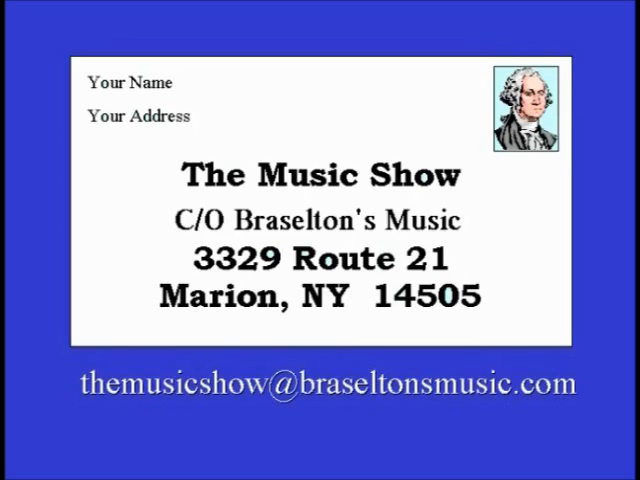 Your Name
Your Address
The Music Show
C/O Braselton's Music
3329 Route 21
Marion, NY 14505
themusicshow@braseltonsmusic.com